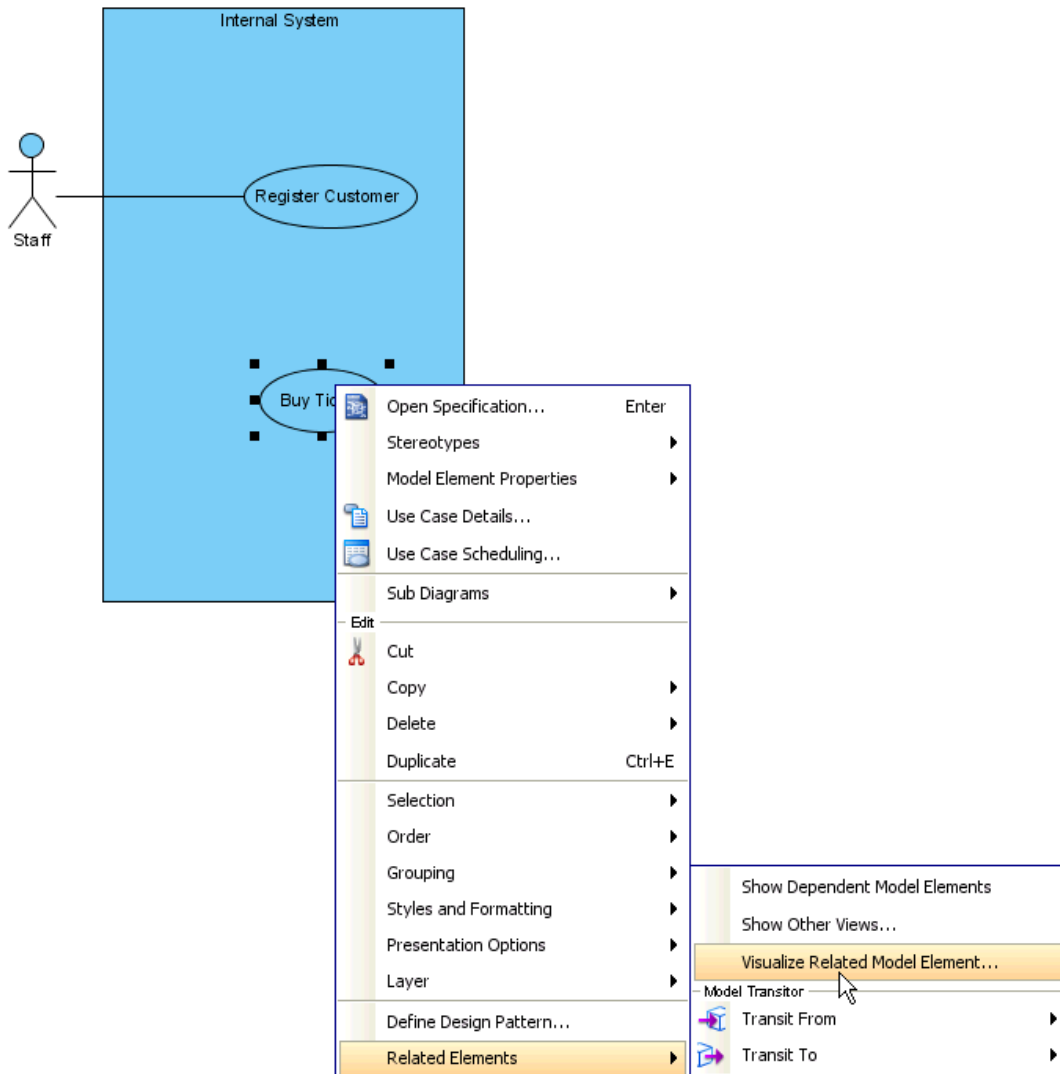 Internal System
Register Customer
Staff
Buy
Open Specification... Enter
Stereotypes
Model Element Properties
Use Case Details...
Use Case Scheduling...
Sub Diagrams
Edit
Cut
Copy
Delete
Duplicate Ctrl+E
Selection
Order
Grouping
Styles and Formatting
Presentation Options
Layer
Define Design Pattern...
Related Elements
Show Dependent Model Elements
Show Other Views...
Visualize Related Model Element...
Model Transitor
Transit From
Transit To